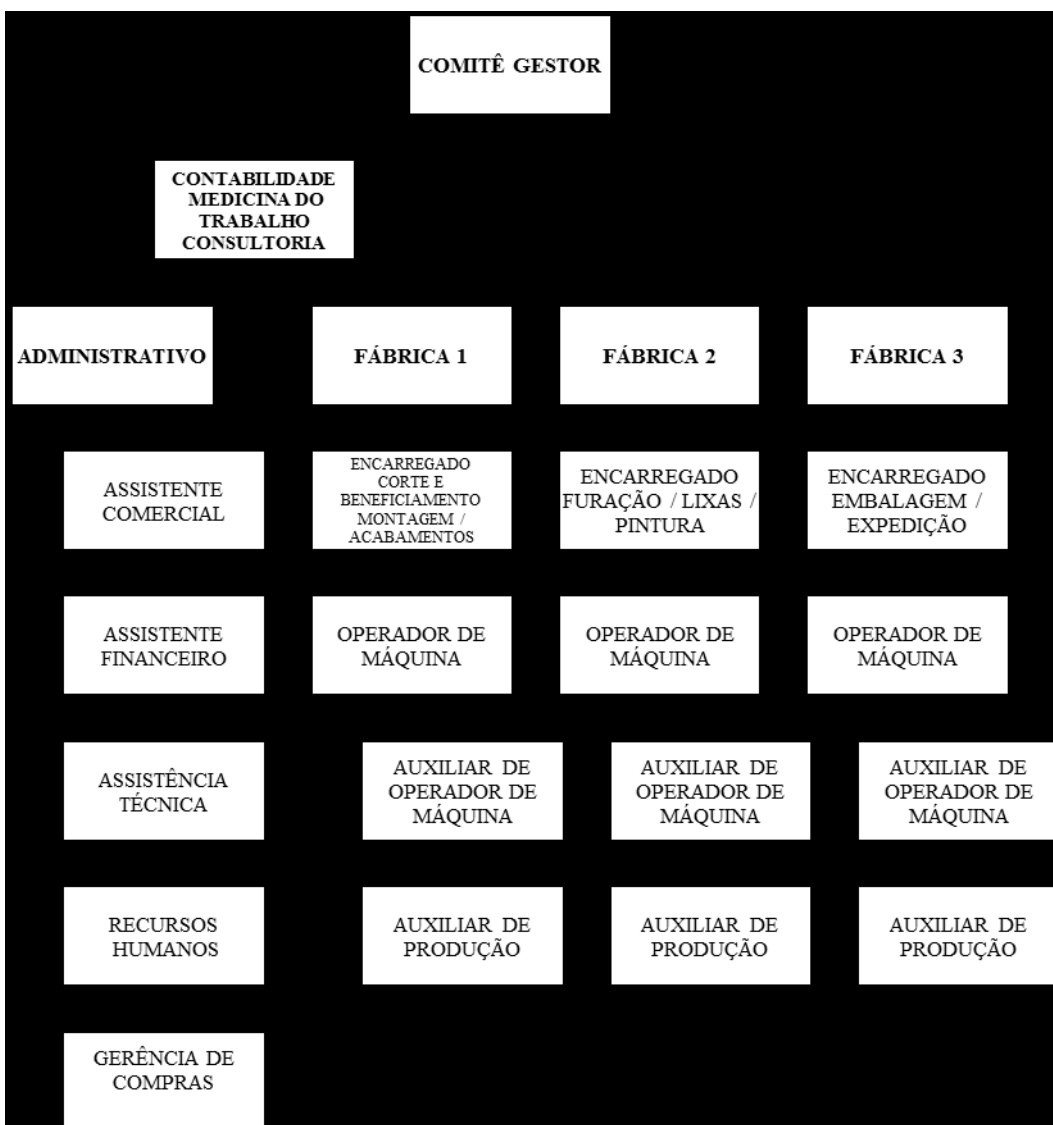 COMITÊ GESTOR
CONTABILIDADE
MEDICINA DO
TRABALHO
CONSULTORIA
ADMINISTRATIVO
FÁBRICA 1
FÁBRICA 2
FÁBRICA 3
ASSISTENTE
COMERCIAL
ENCARREGADO
CORTE E
BENEFICIAMENTO
MONTAGEM /
ACABAMENTOS
ENCARREGADO
FURAÇÃO / LIXAS /
PINTURA
ENCARREGADO
EMBALAGEM /
EXPEDIÇÃO
ASSISTENTE
FINANCEIRO
OPERADOR DE
MÁQUINA
OPERADOR DE
MÁQUINA
OPERADOR DE
MÁQUINA
ASSISTÊNCIA
TÉCNICA
AUXILIAR DE
OPERADOR DE
MÁQUINA
AUXILIAR DE
OPERADOR DE
MÁQUINA
AUXILIAR DE
OPERADOR DE
MÁQUINA
RECURSOS
HUMANOS
AUXILIAR DE
PRODUÇÃO
AUXILIAR DE
PRODUÇÃO
AUXILIAR DE
PRODUÇÃO
GERÊNCIA DE
COMPRAS